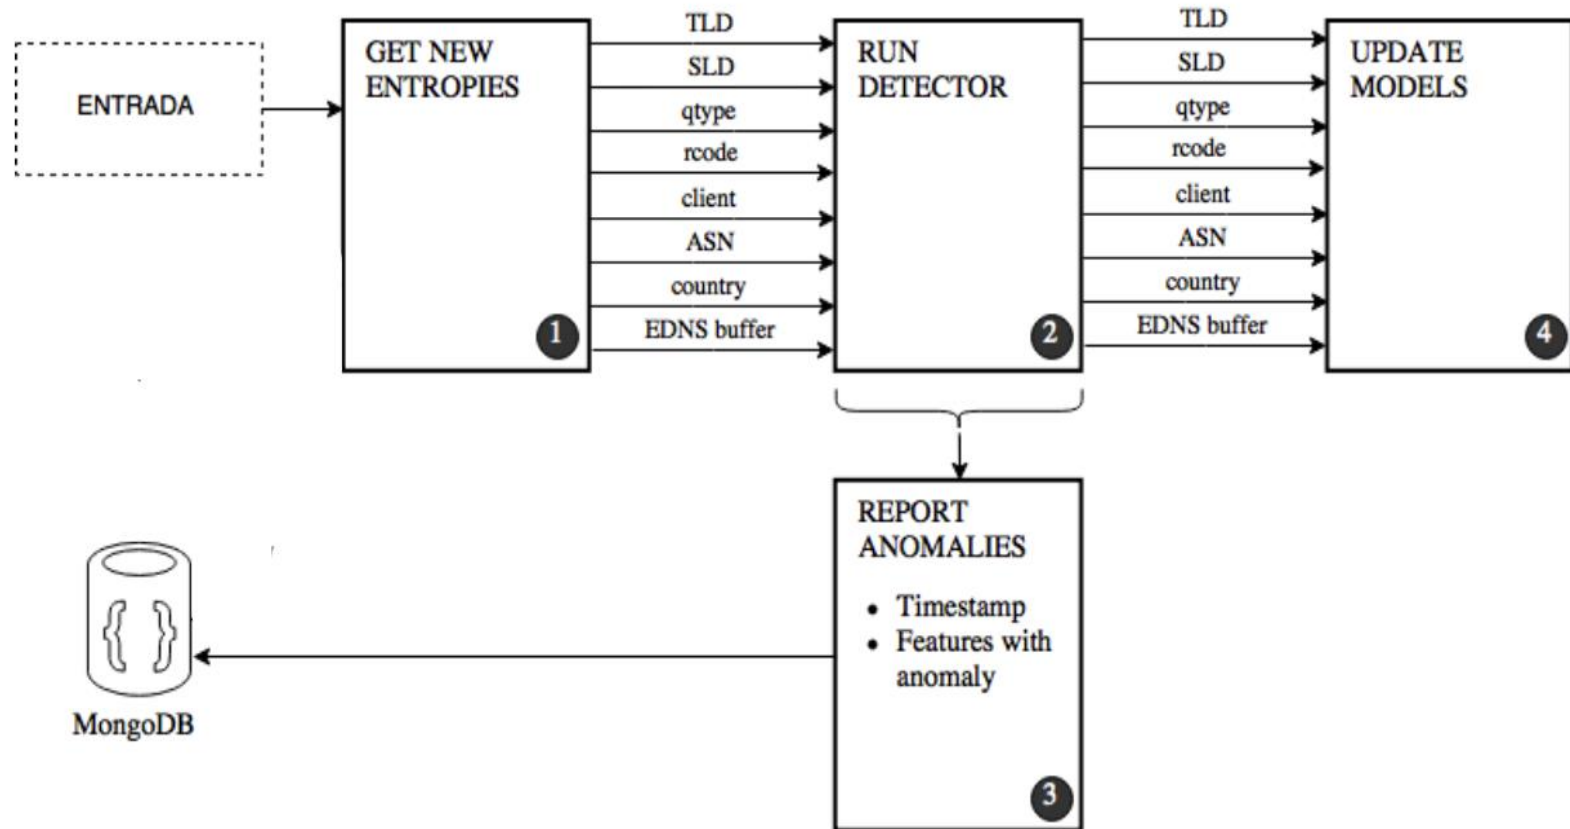 ENTRADA
GET NEW
ENTROPIES
1
TLD
SLD
qtype
rcode
client
ASN
country
EDNS buffer
RUN
DETECTOR
2
TLD
SLD
qtype
rcode
client
ASN
country
EDNS buffer
UPDATE
MODELS
4
REPORT
ANOMALIES
• Timestamp
• Features with
anomaly
3
{ }
MongoDB